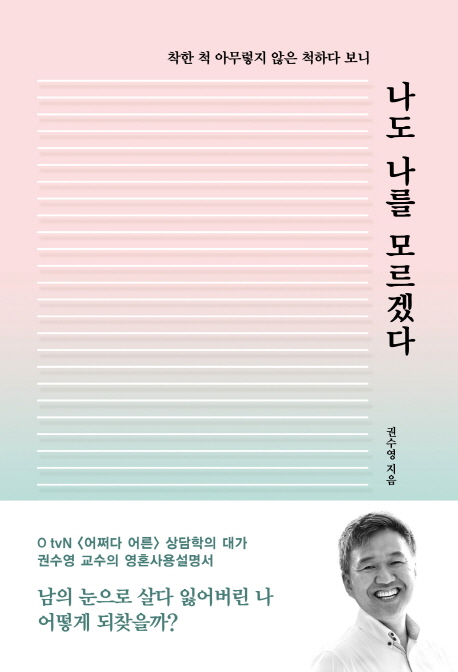 착한 척 아무렇지 않은 척하다 보니
나도 나를 모르겠다
권수영 지음
O tvN 〈어쩌다 어른〉 상담학의 대가
권수영 교수의 영혼사용설명서
남의 눈으로 살다 잃어버린 나
어떻게 되찾을까?